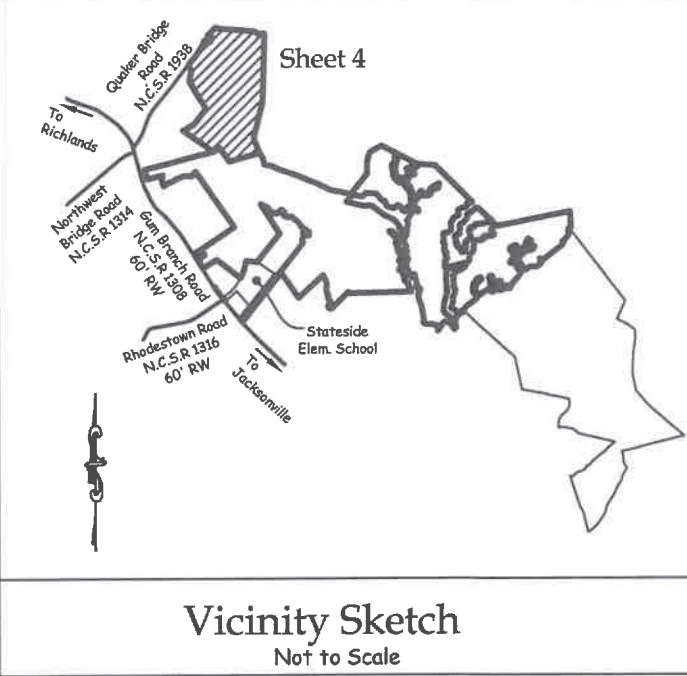 Quaker Bridge
Road
N.C.S.R 1938
Sheet 4
To
Richlands
Northwest
Bridge Road
N.C.S.R 1314
Gum Branch Road
N.C.S.R 1308
60' RW
Rhodestown Road
N.C.S.R 1316
60' RW
Stateside
Elem. School
To
Jacksonville
Vicinity Sketch
Not to Scale